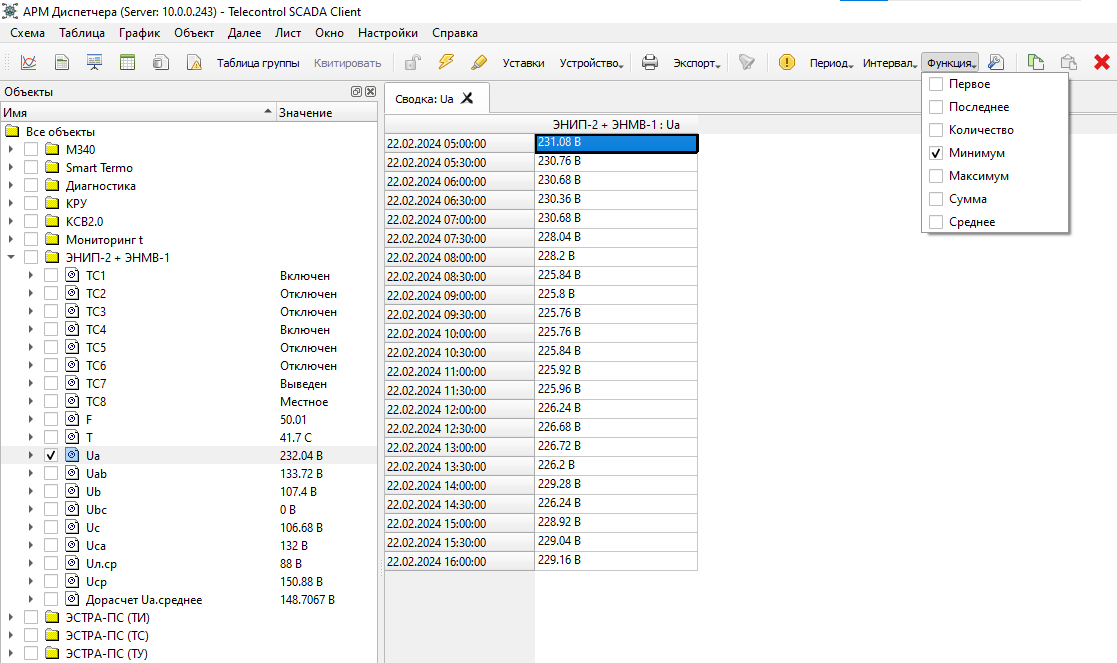 АРМ Диспетчера (Server: 10.0.0.243) - Telecontrol SCADA Client
Схема Таблица График Объект Далее Лист Окно Настройки Справка
Таблица группы Квитировать Уставки Устройство Экспорт Период Интервал Функция
Первое
Последнее
Количество
Минимум
Максимум
Сумма
Среднее
Объекты
Имя Значение
Все объекты
M340
Smart Termo
Диагностика
КРУ
КСВ2.0
Мониторинг t
ЭНИП-2 + ЭНМВ-1
ТС1 Включен
ТС2 Отключен
ТС3 Отключен
ТС4 Включен
ТС5 Отключен
ТС6 Отключен
ТС7 Выведен
ТС8 Местное
F 50.01
T 41.7 С
Ua 232.04 В
Uab 133.72 В
Ub 107.4 В
Ubc 0 В
Uc 106.68 В
Uca 132 В
Uл.ср 88 В
Uср 150.88 В
Дорасчет Ua.среднее 148.7067 В
ЭСТРА-ПС (ТИ)
ЭСТРА-ПС (ТС)
ЭСТРА-ПС (ТУ)
Сводка: Ua
ЭНИП-2 + ЭНМВ-1 : Ua
22.02.2024 05:00:00 231.08 В
22.02.2024 05:30:00 230.76 В
22.02.2024 06:00:00 230.68 В
22.02.2024 06:30:00 230.36 В
22.02.2024 07:00:00 230.68 В
22.02.2024 07:30:00 228.04 В
22.02.2024 08:00:00 228.2 В
22.02.2024 08:30:00 225.84 В
22.02.2024 09:00:00 225.8 В
22.02.2024 09:30:00 225.76 В
22.02.2024 10:00:00 225.76 В
22.02.2024 10:30:00 225.84 В
22.02.2024 11:00:00 225.92 В
22.02.2024 11:30:00 225.96 В
22.02.2024 12:00:00 226.24 В
22.02.2024 12:30:00 226.68 В
22.02.2024 13:00:00 226.72 В
22.02.2024 13:30:00 226.2 В
22.02.2024 14:00:00 229.28 В
22.02.2024 14:30:00 226.24 В
22.02.2024 15:00:00 228.92 В
22.02.2024 15:30:00 229.04 В
22.02.2024 16:00:00 229.16 В